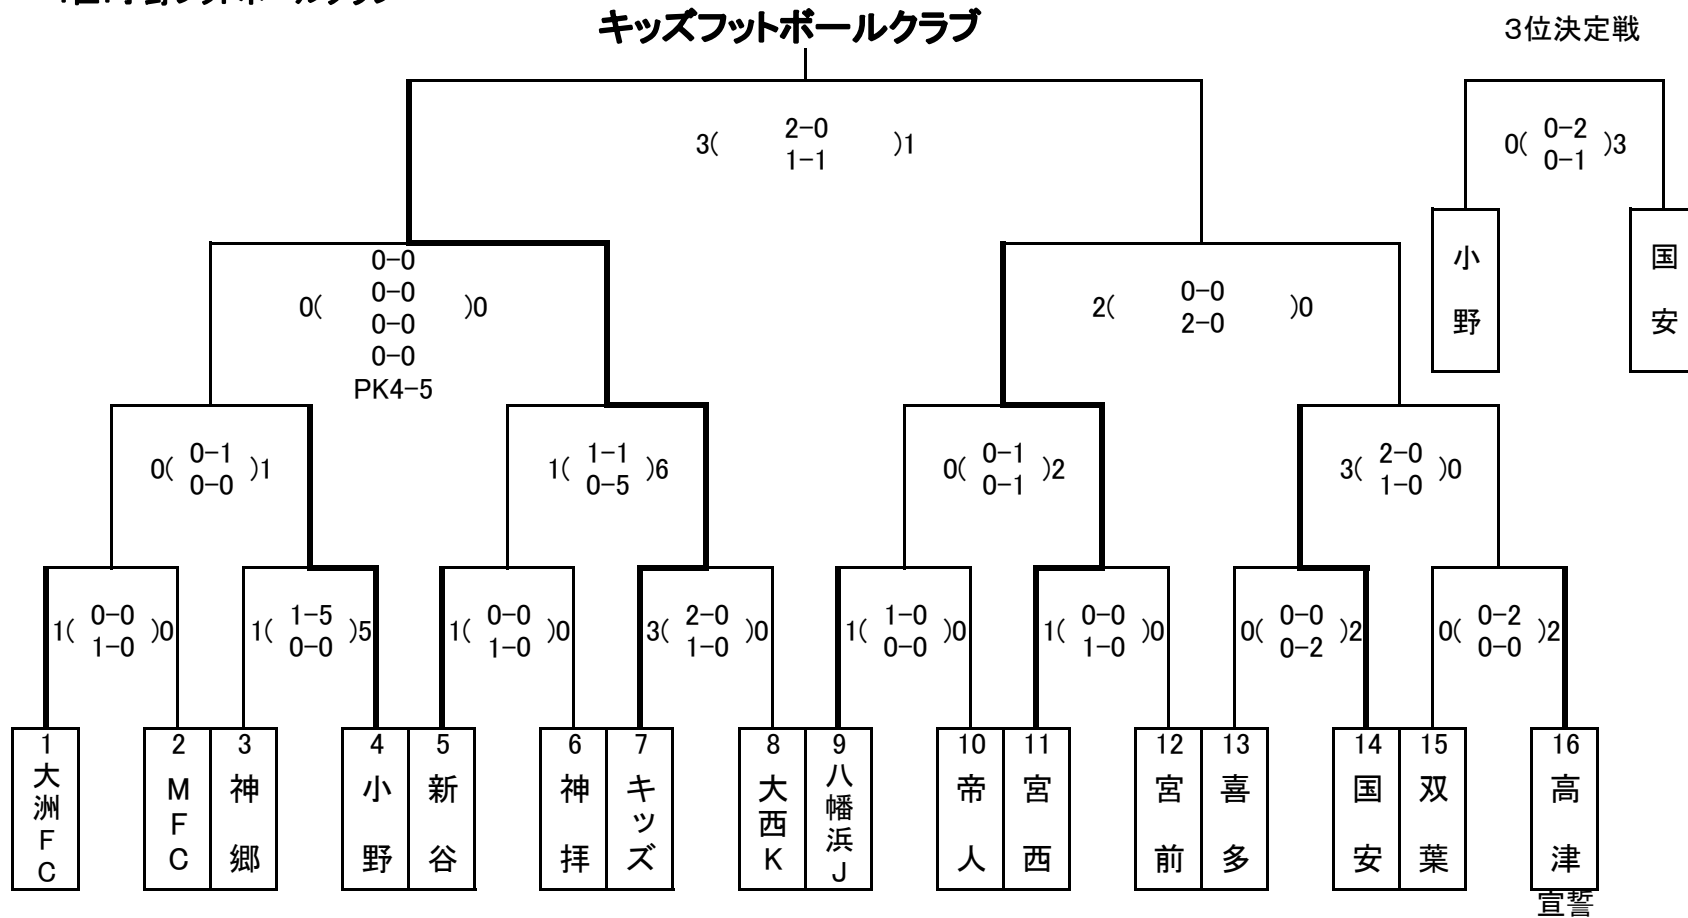 キッズフットボールクラブ
3位決定戦
3( 2-0 )1
1-1
0( 0-2 )3
0-1
小野
国安
0( 0-0 )0
0-0
0-0
0-0
PK4-5
2( 0-0 )0
2-0
0( 0-1 )1
0-0
1( 1-1 )6
0-5
0( 0-1 )2
0-1
3( 2-0 )0
1-0
1( 0-0 )0
1-0
1( 1-5 )5
0-0
1( 0-0 )0
1-0
3( 2-0 )0
1-0
1( 1-0 )0
0-0
1( 0-0 )0
1-0
0( 0-0 )2
0-2
0( 0-2 )2
0-0
1 大洲FC
2 MFC
3 神郷
4 小野
5 新谷
6 神拝
7 キッズ
8 大西K
9 八幡浜J
10 帝人
11 宮西
12 宮前
13 喜多
14 国安
15 双葉
16 高津
宣誓